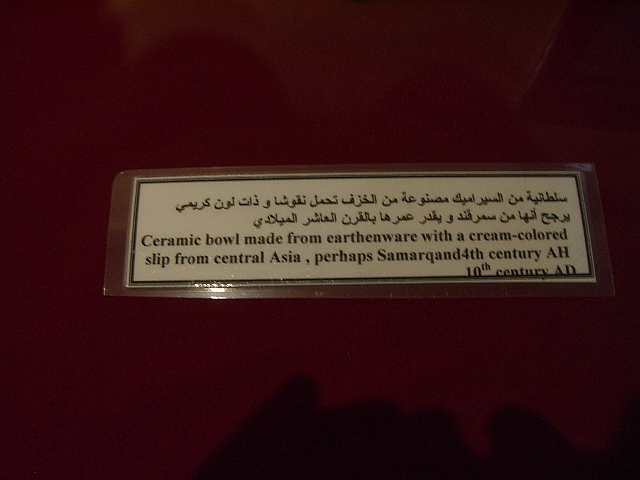 سلطانية من السيراميك مصنوعة من الخزف تحمل نقوشا و ذات لون كريمي
يرجح أنها من سمرقند و يقدر عمرها بالقرن العاشر الميلادي
Ceramic bowl made from earthenware with a cream-colored
slip from central Asia , perhaps Samarqand4th century AH
10th century AD